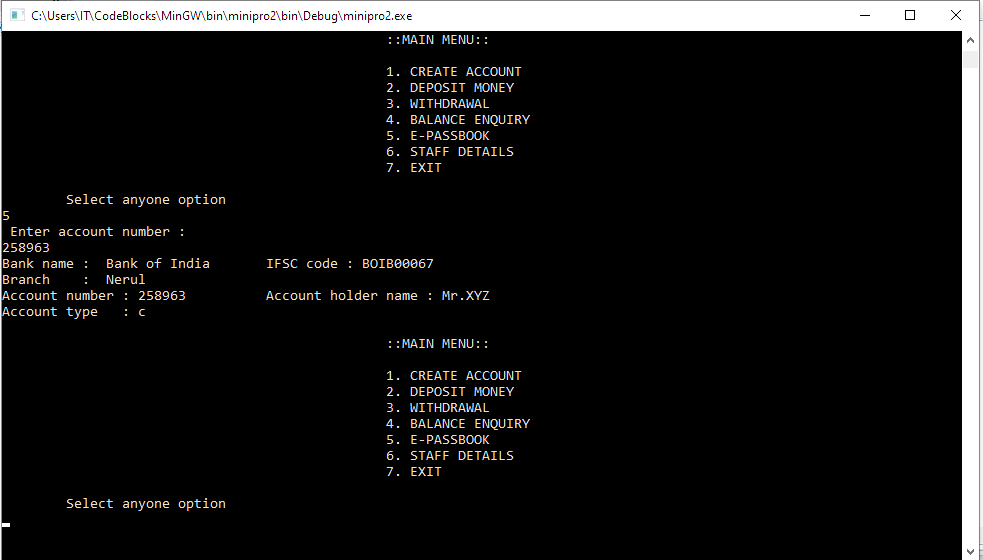 C:\Users\IT\CodeBlocks\MinGW\bin\minipro2\bin\Debug\minipro2.exe
::MAIN MENU::
1. CREATE ACCOUNT
2. DEPOSIT MONEY
3. WITHDRAWAL
4. BALANCE ENQUIRY
5. E-PASSBOOK
6. STAFF DETAILS
7. EXIT
Select anyone option
5
Enter account number :
258963
Bank name :  Bank of India       IFSC code : BOIB00067
Branch    :  Nerul
Account number : 258963          Account holder name : Mr.XYZ
Account type   : c
::MAIN MENU::
1. CREATE ACCOUNT
2. DEPOSIT MONEY
3. WITHDRAWAL
4. BALANCE ENQUIRY
5. E-PASSBOOK
6. STAFF DETAILS
7. EXIT
Select anyone option